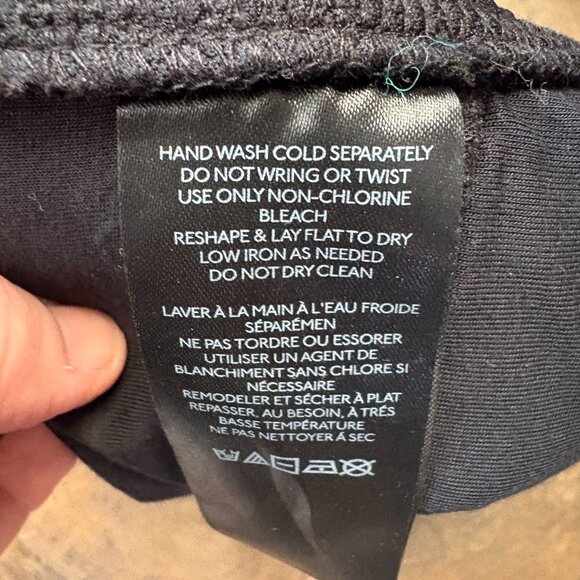 HAND WASH COLD SEPARATELY
DO NOT WRING OR TWIST
USE ONLY NON-CHLORINE
BLEACH
RESHAPE & LAY FLAT TO DRY
LOW IRON AS NEEDED
DO NOT DRY CLEAN
LAVER À LA MAIN À L'EAU FROIDE
SÉPARÉMEN
NE PAS TORDRE OU ESSORER
UTILISER UN AGENT DE
BLANCHIMENT SANS CHLORE SI
NÉCESSAIRE
REMODELER ET SÉCHER À PLAT
REPASSER, AU BESOIN, À TRÉS
BASSE TEMPÉRATURE
NE PAS NETTOYER Á SEC